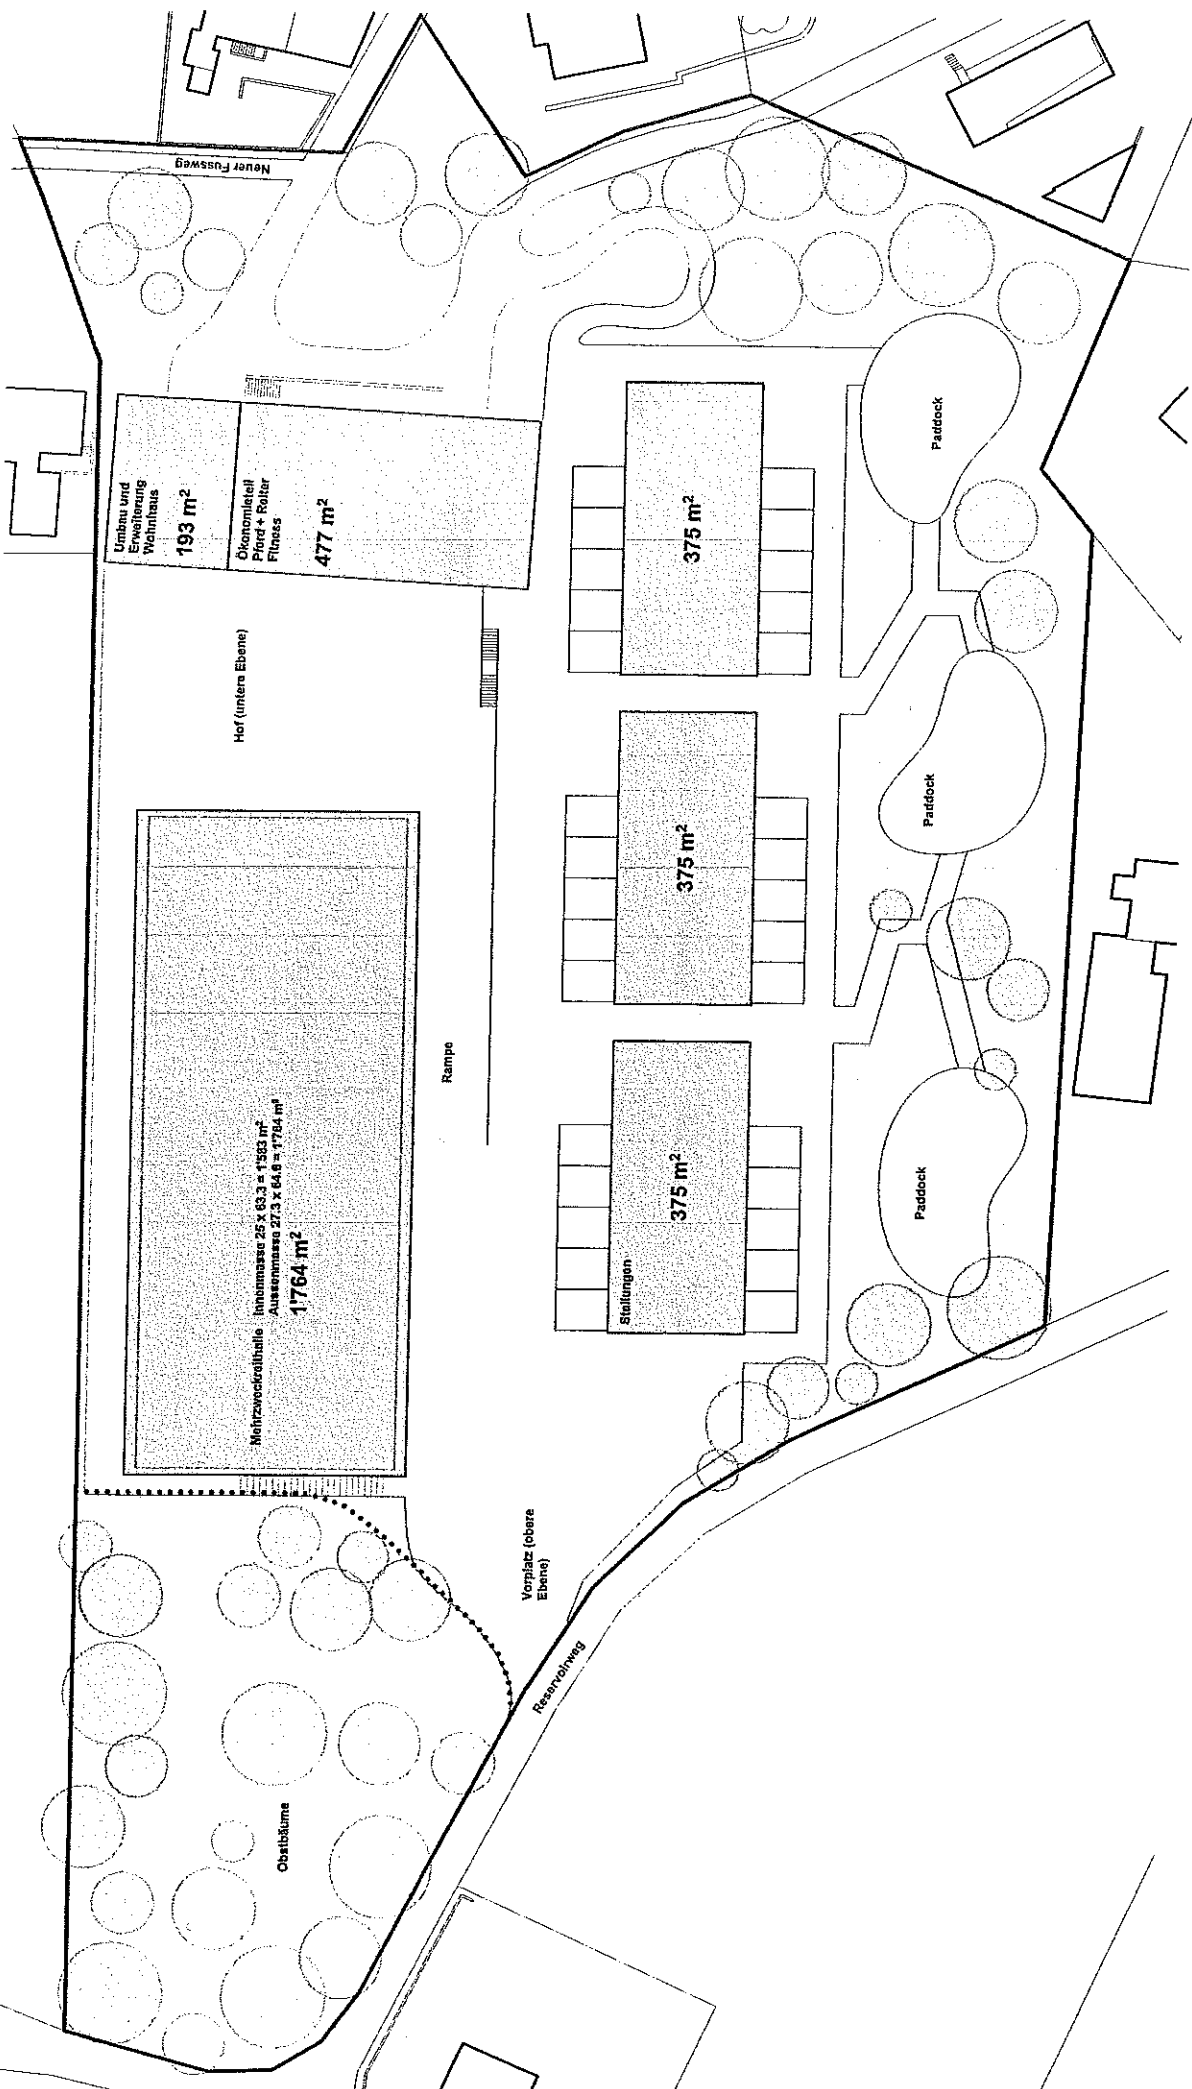 Neuer Fussweg
Umbau und
Erweiterung
Wohnhaus
193 m²
Ökonomieteil
Pferd + Reiter
Fitness
477 m²
Hof (untere Ebene)
375 m²
Paddock
375 m²
Paddock
Mehrzweckreithalle Innenmasse 25 x 63.3 = 1'583 m²
Aussenmasse 27.3 x 64.6 = 1'764 m²
1'764 m²
Rampe
Stallungen
375 m²
Paddock
Vorplatz (obere
Ebene)
Reservoirweg
Obstbäume